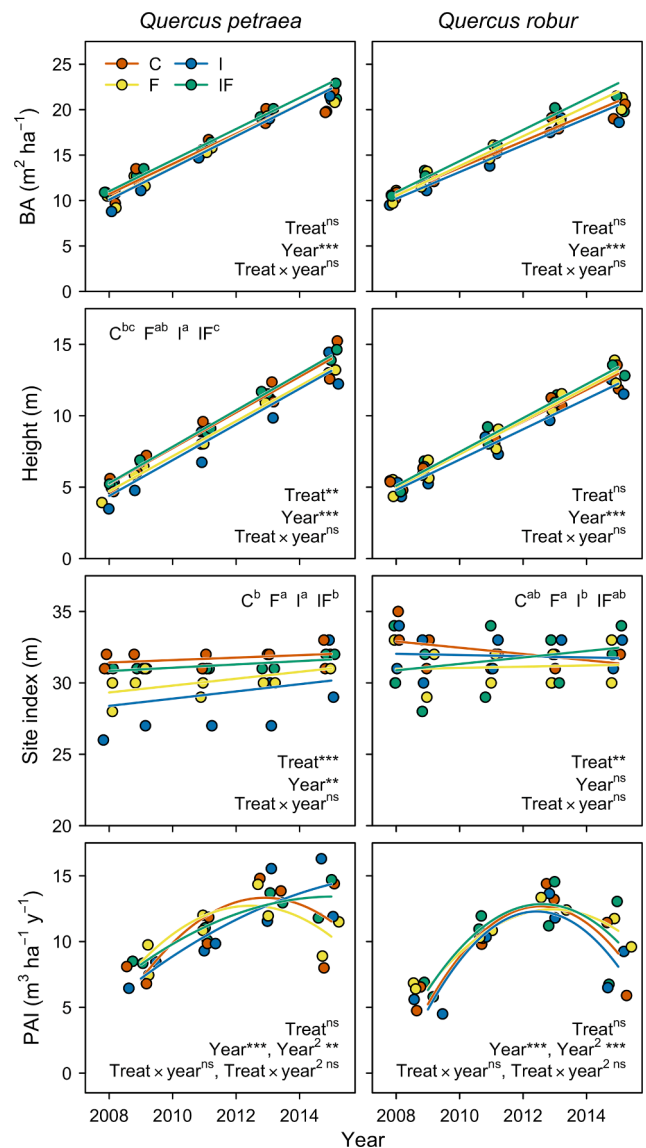 Quercus petraea
Quercus robur
BA (m² ha⁻¹)
25
20
15
10
5
0
C I
F IF
Treatⁿˢ
Year***
Treat × yearⁿˢ
Treatⁿˢ
Year***
Treat × yearⁿˢ
Height (m)
15
10
5
0
Cᵇᶜ Fᵃᵇ Iᵃ IFᶜ
Treat**
Year***
Treat × yearⁿˢ
Treatⁿˢ
Year***
Treat × yearⁿˢ
Site index (m)
35
30
25
20
Cᵇ Fᵃ Iᵃ IFᵇ
Treat***
Year**
Treat × yearⁿˢ
Cᵃᵇ Fᵃ Iᵇ IFᵃᵇ
Treat**
Yearⁿˢ
Treat × yearⁿˢ
PAI (m³ ha⁻¹ y⁻¹)
15
10
5
0
Treatⁿˢ
Year***, Year² **
Treat × yearⁿˢ, Treat × year² ⁿˢ
Treatⁿˢ
Year***, Year² ***
Treat × yearⁿˢ, Treat × year² ⁿˢ
2008 2010 2012 2014
2008 2010 2012 2014
Year